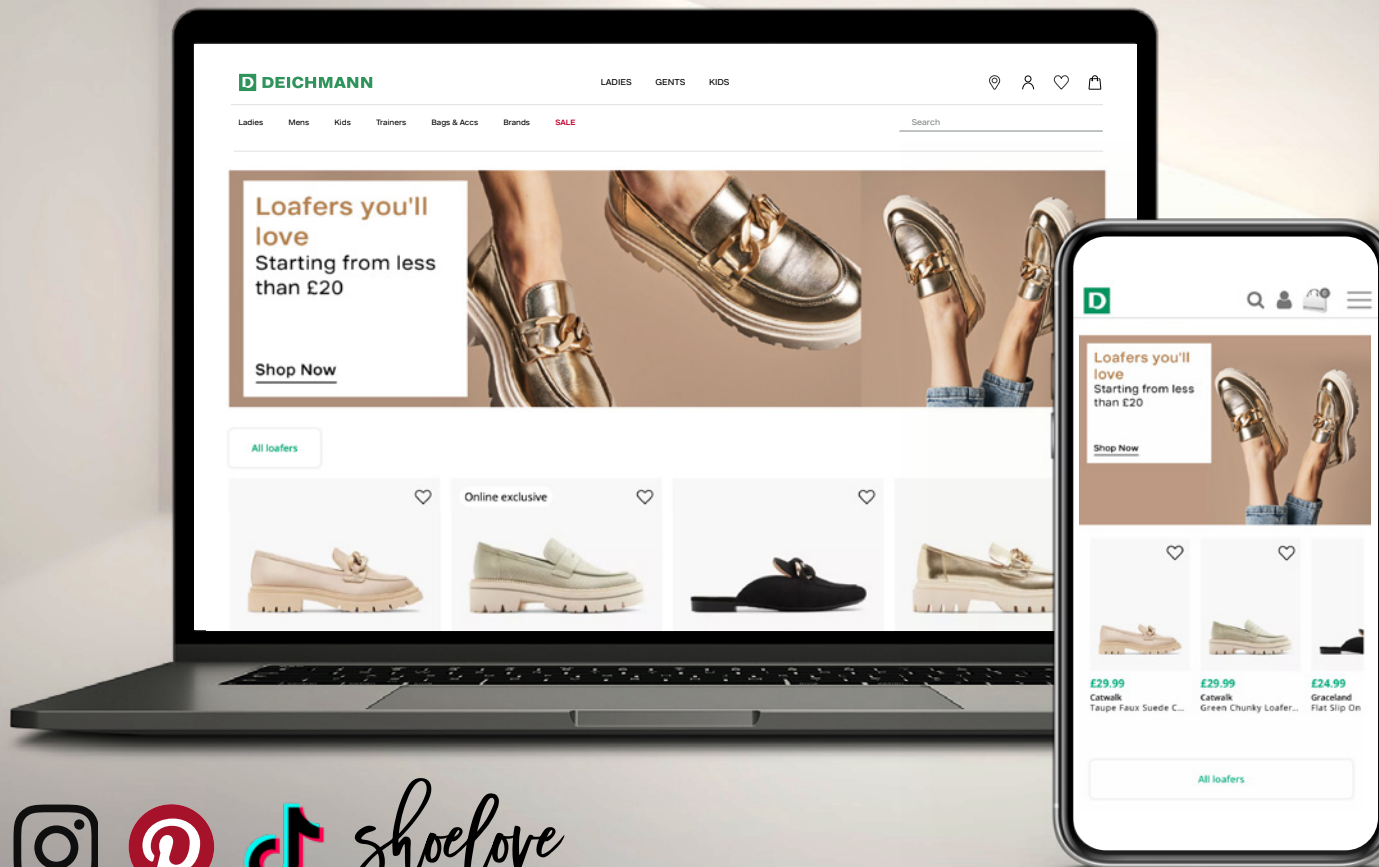 D DEICHMANN
LADIES GENTS KIDS
Ladies Mens Kids Trainers Bags & Accs Brands SALE
Search
Loafers you'll
love
Starting from less
than £20
Shop Now
All loafers
Online exclusive
D
0
Loafers you'll
love
Starting from less
than £20
Shop Now
£29.99 £29.99 £24.99
Catwalk Catwalk Graceland
Taupe Faux Suede C... Green Chunky Loafer... Flat Slip On
All loafers
shoelove